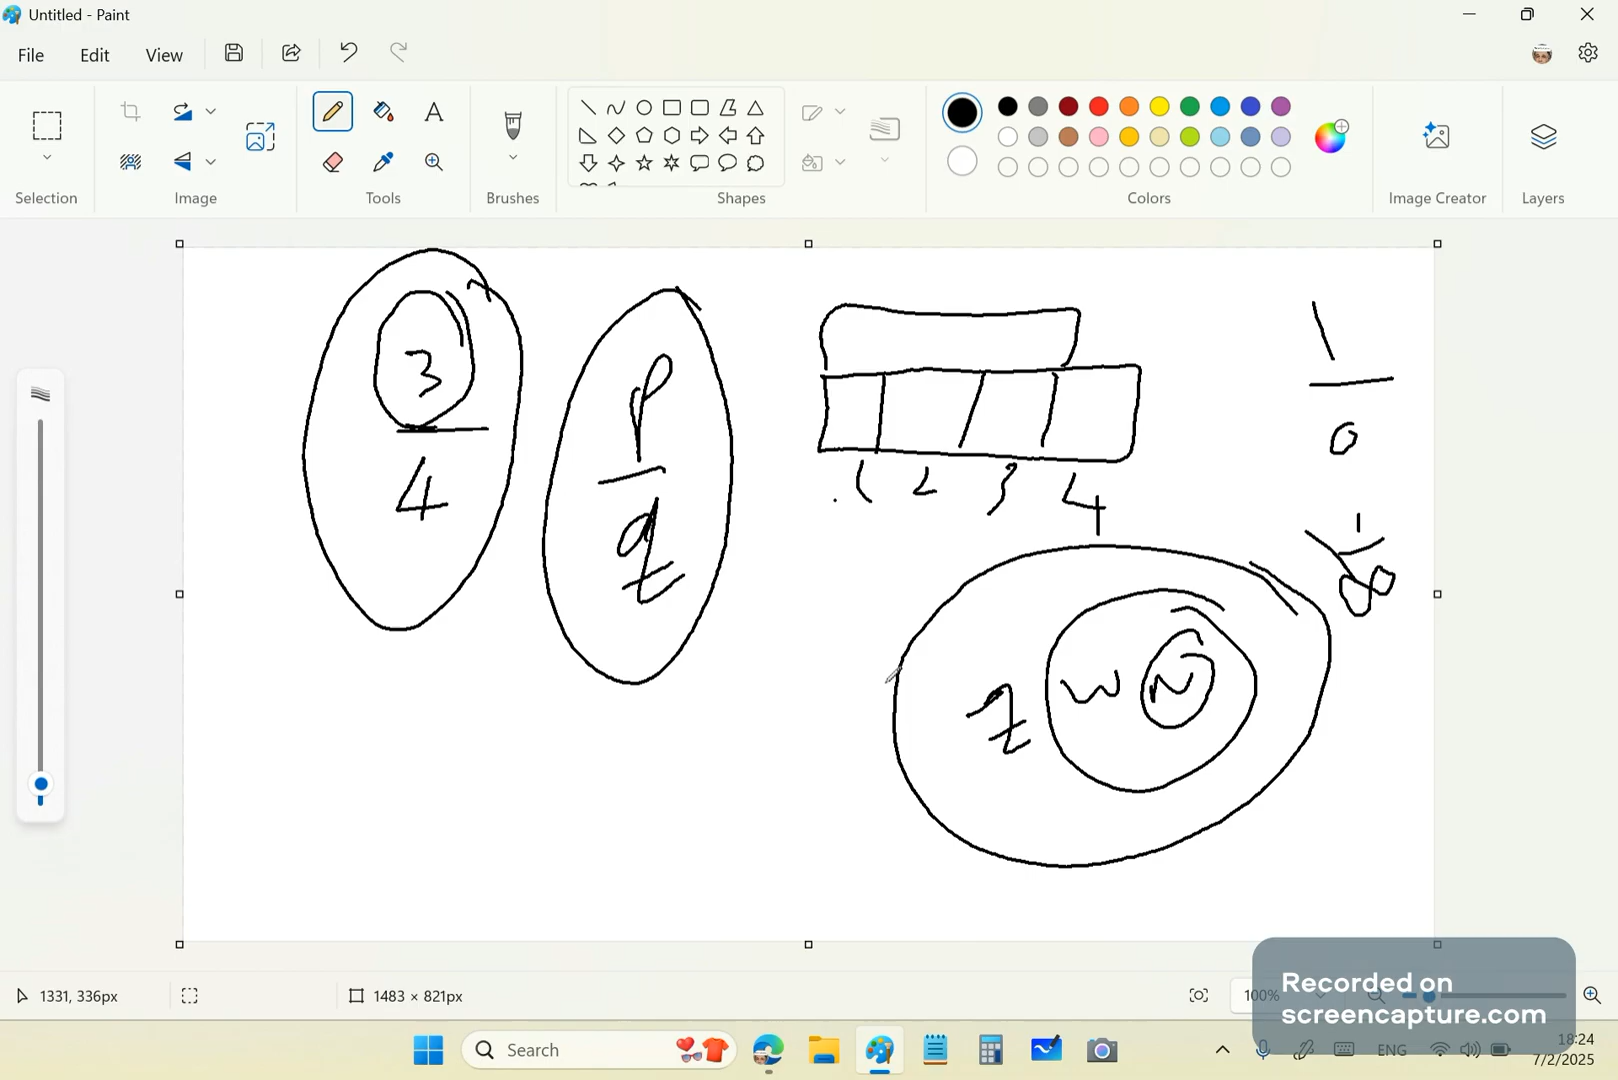 Untitled - Paint
File
Edit
View
Selection
Image
Tools
Brushes
Shapes
Colors
Image Creator
Layers
3
4
p
q
1
2
3
4
1
0
1
8
Z
W
N
1331, 336px
1483 × 821px
100%
Recorded on
screencapture.com
Search
ENG
18:24
7/2/2025